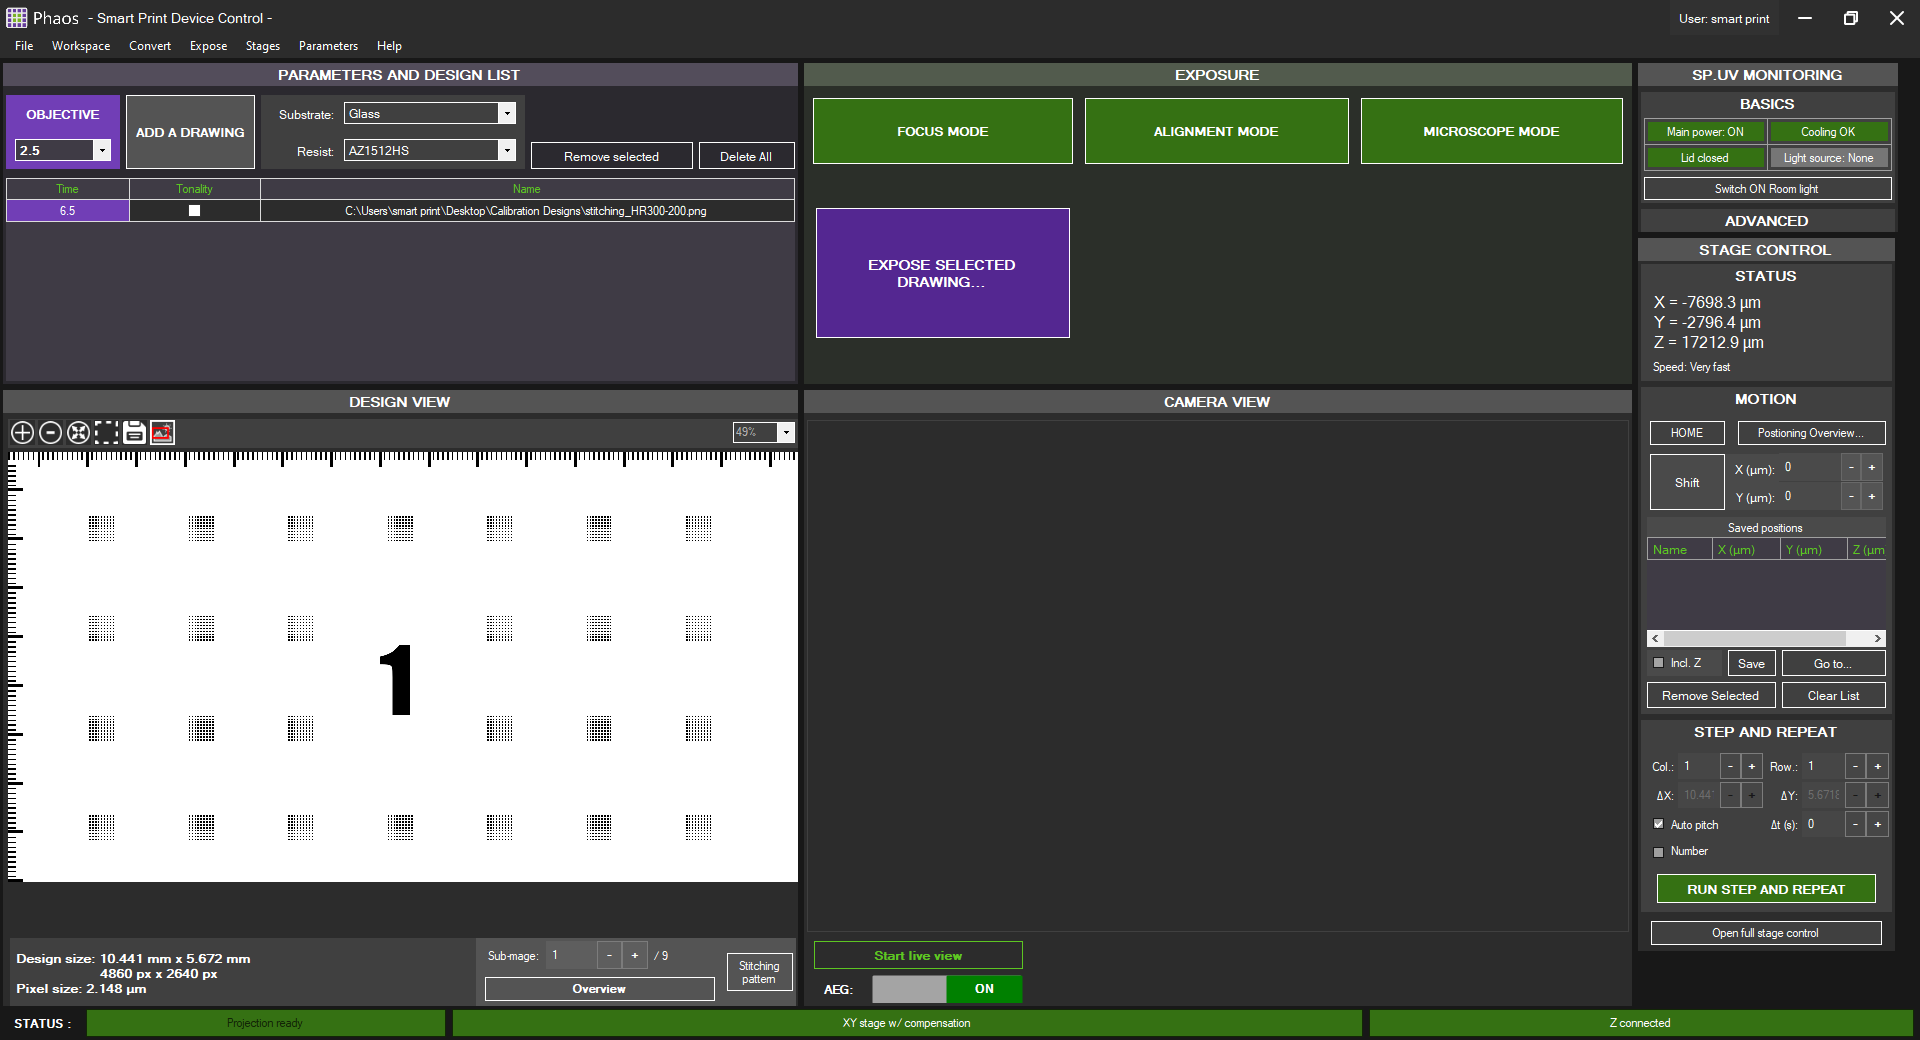 Phaos - Smart Print Device Control -
User: smart print
File Workspace Convert Expose Stages Parameters Help
PARAMETERS AND DESIGN LIST
OBJECTIVE
2.5
ADD A DRAWING
Substrate: Glass
Resist: AZ1512HS
Remove selected
Delete All
Time Tonality Name
6.5 C:\Users\smart print\Desktop\Calibration Designs\stitching_HR300-200.png
EXPOSURE
FOCUS MODE
ALIGNMENT MODE
MICROSCOPE MODE
EXPOSE SELECTED
DRAWING...
DESIGN VIEW
49%
1
Design size: 10.441 mm x 5.672 mm
4860 px x 2640 px
Pixel size: 2.148 µm
Sub-mage: 1 - + / 9
Overview
Stitching
pattern
CAMERA VIEW
Start live view
AEG: ON
SP.UV MONITORING
BASICS
Main power: ON Cooling OK
Lid closed Light source: None
Switch ON Room light
ADVANCED
STAGE CONTROL
STATUS
X = -7698.3 µm
Y = -2796.4 µm
Z = 17212.9 µm
Speed: Very fast
MOTION
HOME Postioning Overview...
Shift
X (µm): 0 - +
Y (µm): 0 - +
Saved positions
Name X (µm) Y (µm) Z (µm
Incl. Z Save Go to...
Remove Selected Clear List
STEP AND REPEAT
Col.: 1 - + Row.: 1 - +
ΔX: 10.44 - + ΔY: 5.6718 - +
Auto pitch Δt (s): 0 - +
Number
RUN STEP AND REPEAT
Open full stage control
STATUS : Projection ready XY stage w/ compensation Z connected